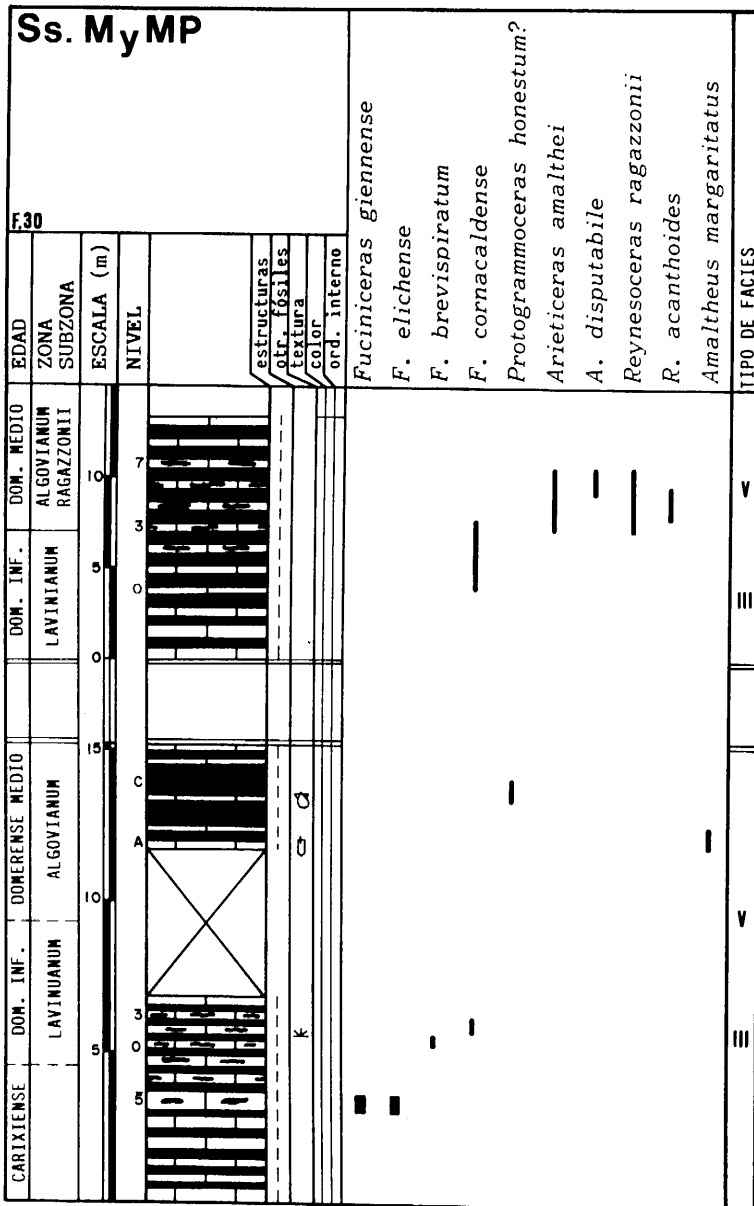 Ss. M y MP
F.30
EDAD
ZONA
SUBZONA
ESCALA (m)
NIVEL
estructuras
otr. fósiles
textura
color
ord. interno
Fuciniceras giennense
F. elichense
F. brevispiratum
F. cornacaldense
Protogrammoceras honestum?
Arieticeras amalthei
A. disputabile
Reynesoceras ragazzonii
R. acanthoides
Amaltheus margaritatus
TIPO DE FACIES
DOM. MEDIO
ALGOVIANUM
RAGAZZONII
DOM. INF.
LAVINIANUM
10
5
0
7
3
0
V
III
DOMERENSE MEDIO
ALGOVIANUM
DOM. INF.
LAVINUANUM
CARIXIENSE
15
10
5
C
A
3
0
5
V
III